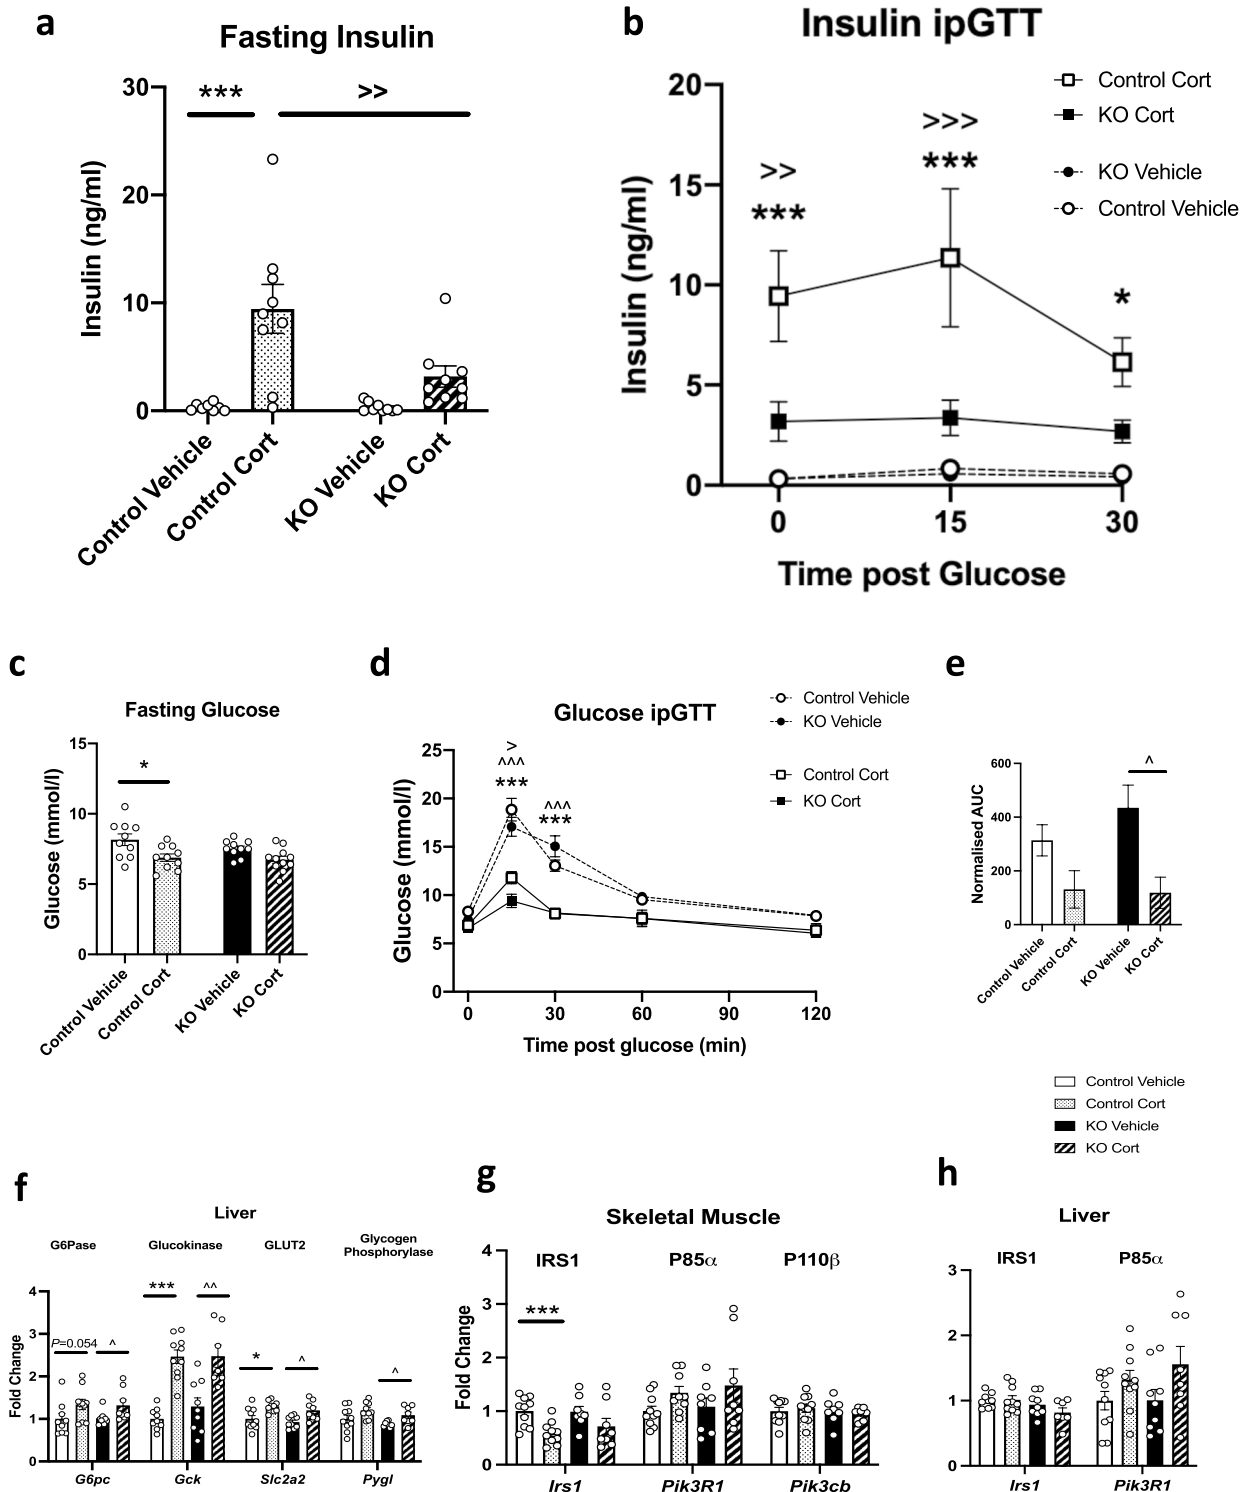 a
Fasting Insulin
30
20
10
0
Insulin (ng/ml)
***
>>
Control Vehicle
Control Cort
KO Vehicle
KO Cort
b
Insulin ipGTT
20
15
10
5
0
Insulin (ng/ml)
>>
***
>>>
***
*
0
15
30
Time post Glucose
Control Cort
KO Cort
KO Vehicle
Control Vehicle
c
Fasting Glucose
15
10
5
0
Glucose (mmol/l)
*
Control Vehicle
Control Cort
KO Vehicle
KO Cort
d
Glucose ipGTT
25
20
15
10
5
0
Glucose (mmol/l)
>
^^^
***
^^^
***
0
30
60
90
120
Time post glucose (min)
Control Vehicle
KO Vehicle
Control Cort
KO Cort
e
600
400
200
0
Normalised AUC
^
Control Vehicle
Control Cort
KO Vehicle
KO Cort
Control Vehicle
Control Cort
KO Vehicle
KO Cort
f
Liver
G6Pase
Glucokinase
GLUT2
Glycogen
Phosphorylase
4
3
2
1
0
Fold Change
P=0.054
^
***
^^
*
^
^
G6pc
Gck
Slc2a2
Pygl
g
Skeletal Muscle
IRS1
P85α
P110β
4
3
2
1
0
Fold Change
***
Irs1
Pik3R1
Pik3cb
h
Liver
IRS1
P85α
3
2
1
0
Irs1
Pik3R1